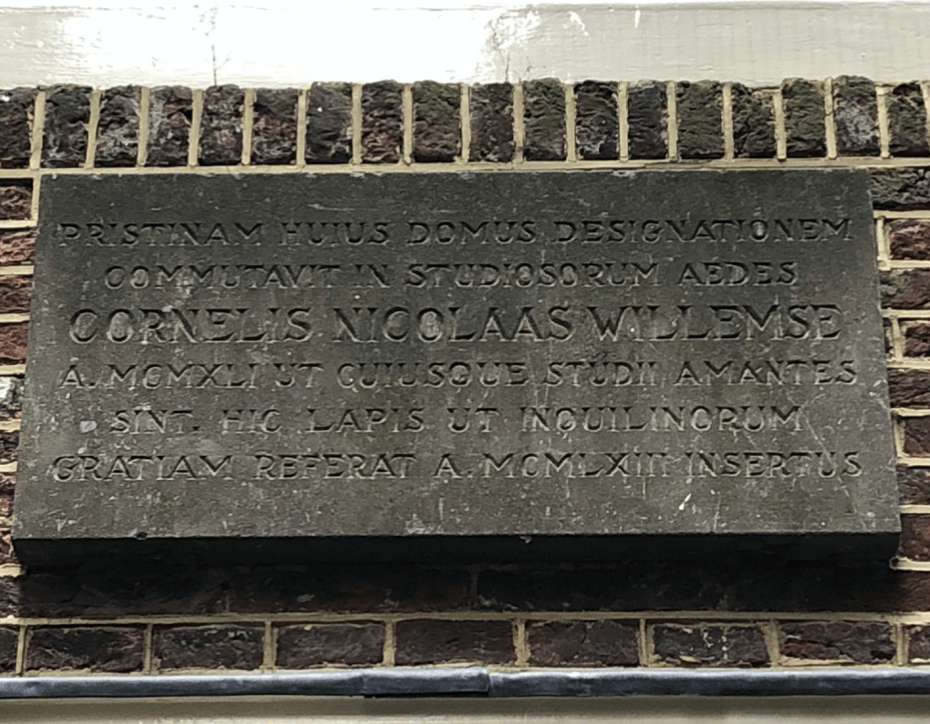 PRISTINAM HUIUS DOMUS DESIGNATIONEM
COMMUTAVIT IN STUDIOSORUM AEDES
CORNELIS NICOLAAS WILLEMSE
A. MCMXLI UT CUIUSQUE STUDII AMANTES
SINT. HIC LAPIS UT INQUILINORUM
GRATIAM REFERAT A. MCMLXIII INSERTUS